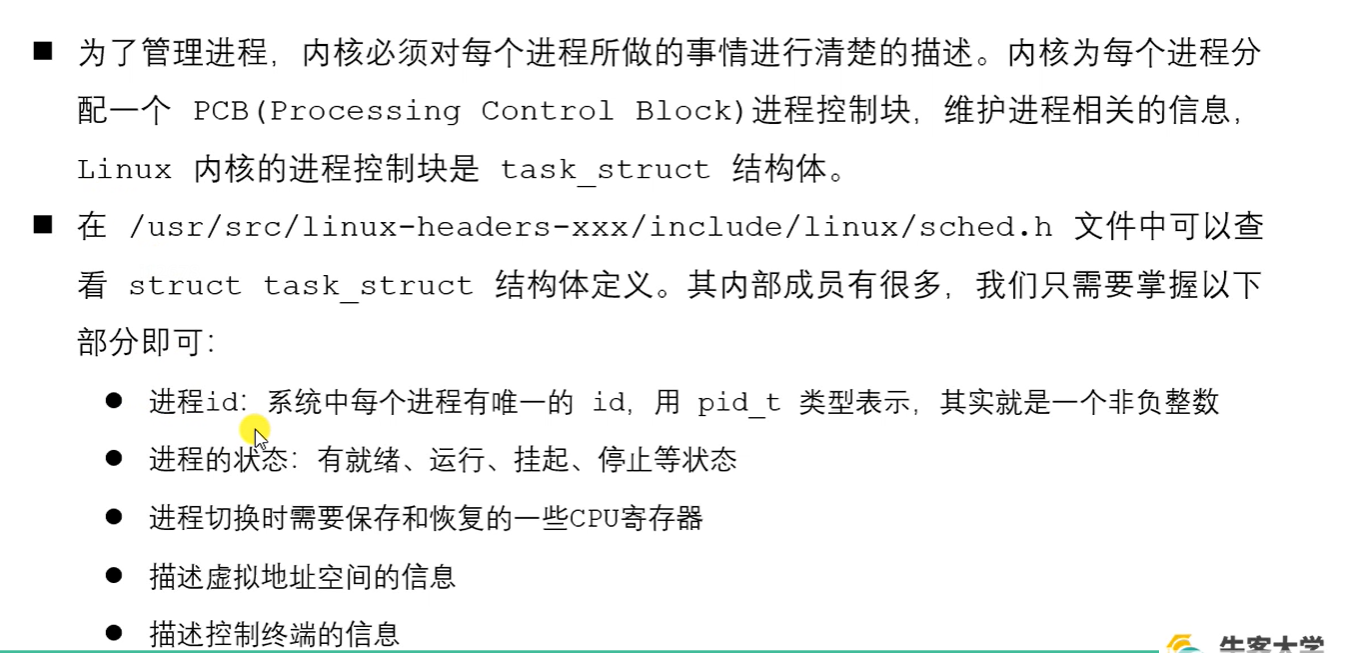 ■ 为了管理进程，内核必须对每个进程所做的事情进行清楚的描述。内核为每个进程分
配一个 PCB(Processing Control Block)进程控制块，维护进程相关的信息，
Linux 内核的进程控制块是 task_struct 结构体。
■ 在 /usr/src/linux-headers-xxx/include/linux/sched.h 文件中可以查
看 struct task_struct 结构体定义。其内部成员有很多，我们只需要掌握以下
部分即可：
● 进程id：系统中每个进程有唯一的 id，用 pid_t 类型表示，其实就是一个非负整数
● 进程的状态：有就绪、运行、挂起、停止等状态
● 进程切换时需要保存和恢复的一些CPU寄存器
● 描述虚拟地址空间的信息
● 描述控制终端的信息
牛客大学